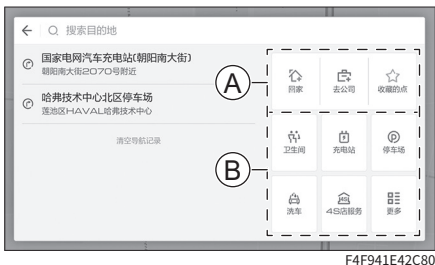 搜索目的地
国家电网汽车充电站(朝阳南大街)
朝阳南大街2070号附近
哈弗技术中心北区停车场
莲池区HAVAL哈弗技术中心
清空导航记录
A
回家 去公司 收藏的点
B
卫生间 充电站 停车场
洗车 4S店服务 更多
F4F941E42C80